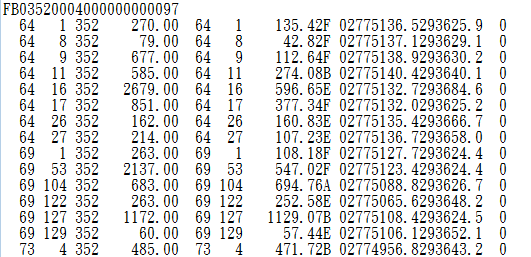 FB03520004000000000097
64 1 352 270.00 64 1 135.42F 02775136.5293625.9 0
64 8 352 79.00 64 8 42.82F 02775137.1293629.1 0
64 9 352 677.00 64 9 112.64F 02775138.9293630.2 0
64 11 352 585.00 64 11 274.08B 02775140.4293640.1 0
64 16 352 2679.00 64 16 596.65E 02775132.7293684.6 0
64 17 352 851.00 64 17 377.34F 02775132.0293625.2 0
64 26 352 162.00 64 26 160.83E 02775135.4293666.7 0
64 27 352 214.00 64 27 107.23E 02775136.7293658.0 0
69 1 352 263.00 69 1 108.18F 02775127.7293624.4 0
69 53 352 2137.00 69 53 547.02F 02775123.4293624.4 0
69 104 352 683.00 69 104 694.76A 02775088.8293626.7 0
69 122 352 263.00 69 122 252.58E 02775065.6293648.2 0
69 127 352 1172.00 69 127 1129.07B 02775108.4293624.5 0
69 129 352 60.00 69 129 57.44E 02775106.1293652.1 0
73 4 352 485.00 73 4 471.72B 02774956.8293643.2 0